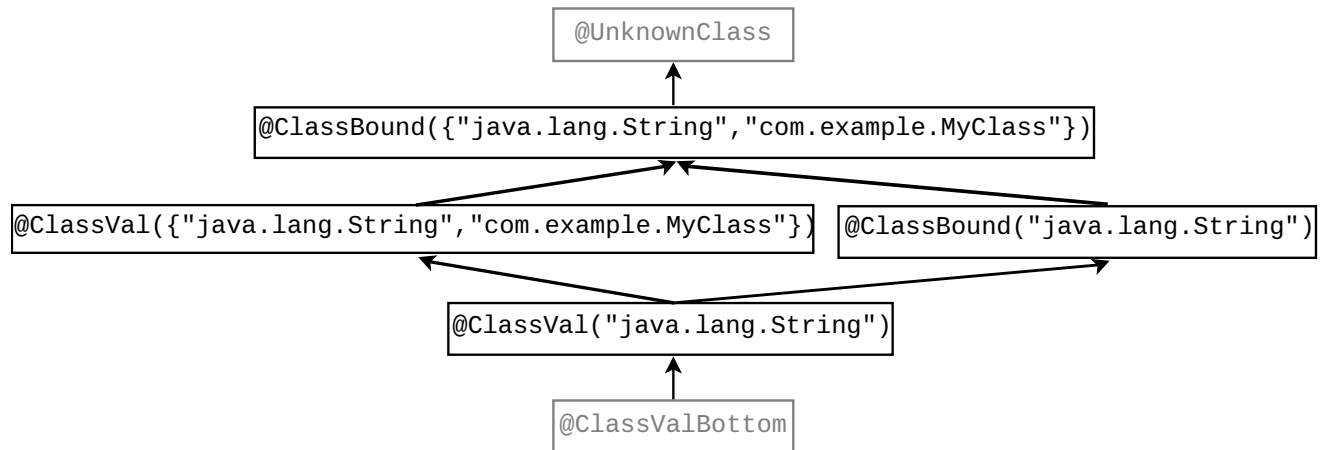 @UnknownClass
@ClassBound({"java.lang.String","com.example.MyClass"})
@ClassVal({"java.lang.String","com.example.MyClass"})
@ClassBound("java.lang.String")
@ClassVal("java.lang.String")
@ClassValBottom